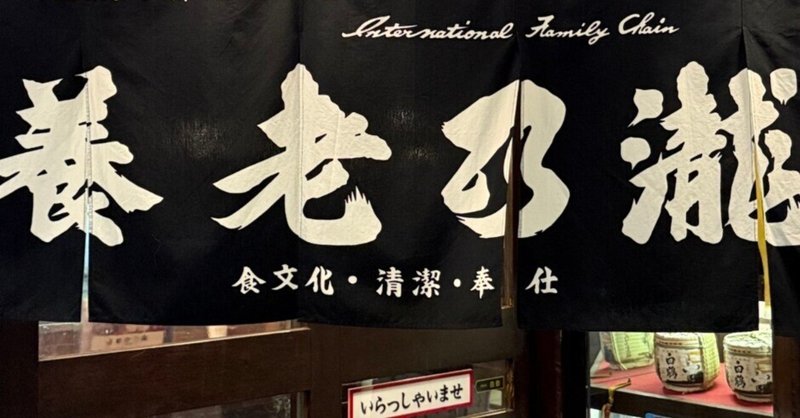 International Family Chain
養老乃瀧
食文化・清潔・奉仕
いらっしゃいませ
白鶴
白鶴